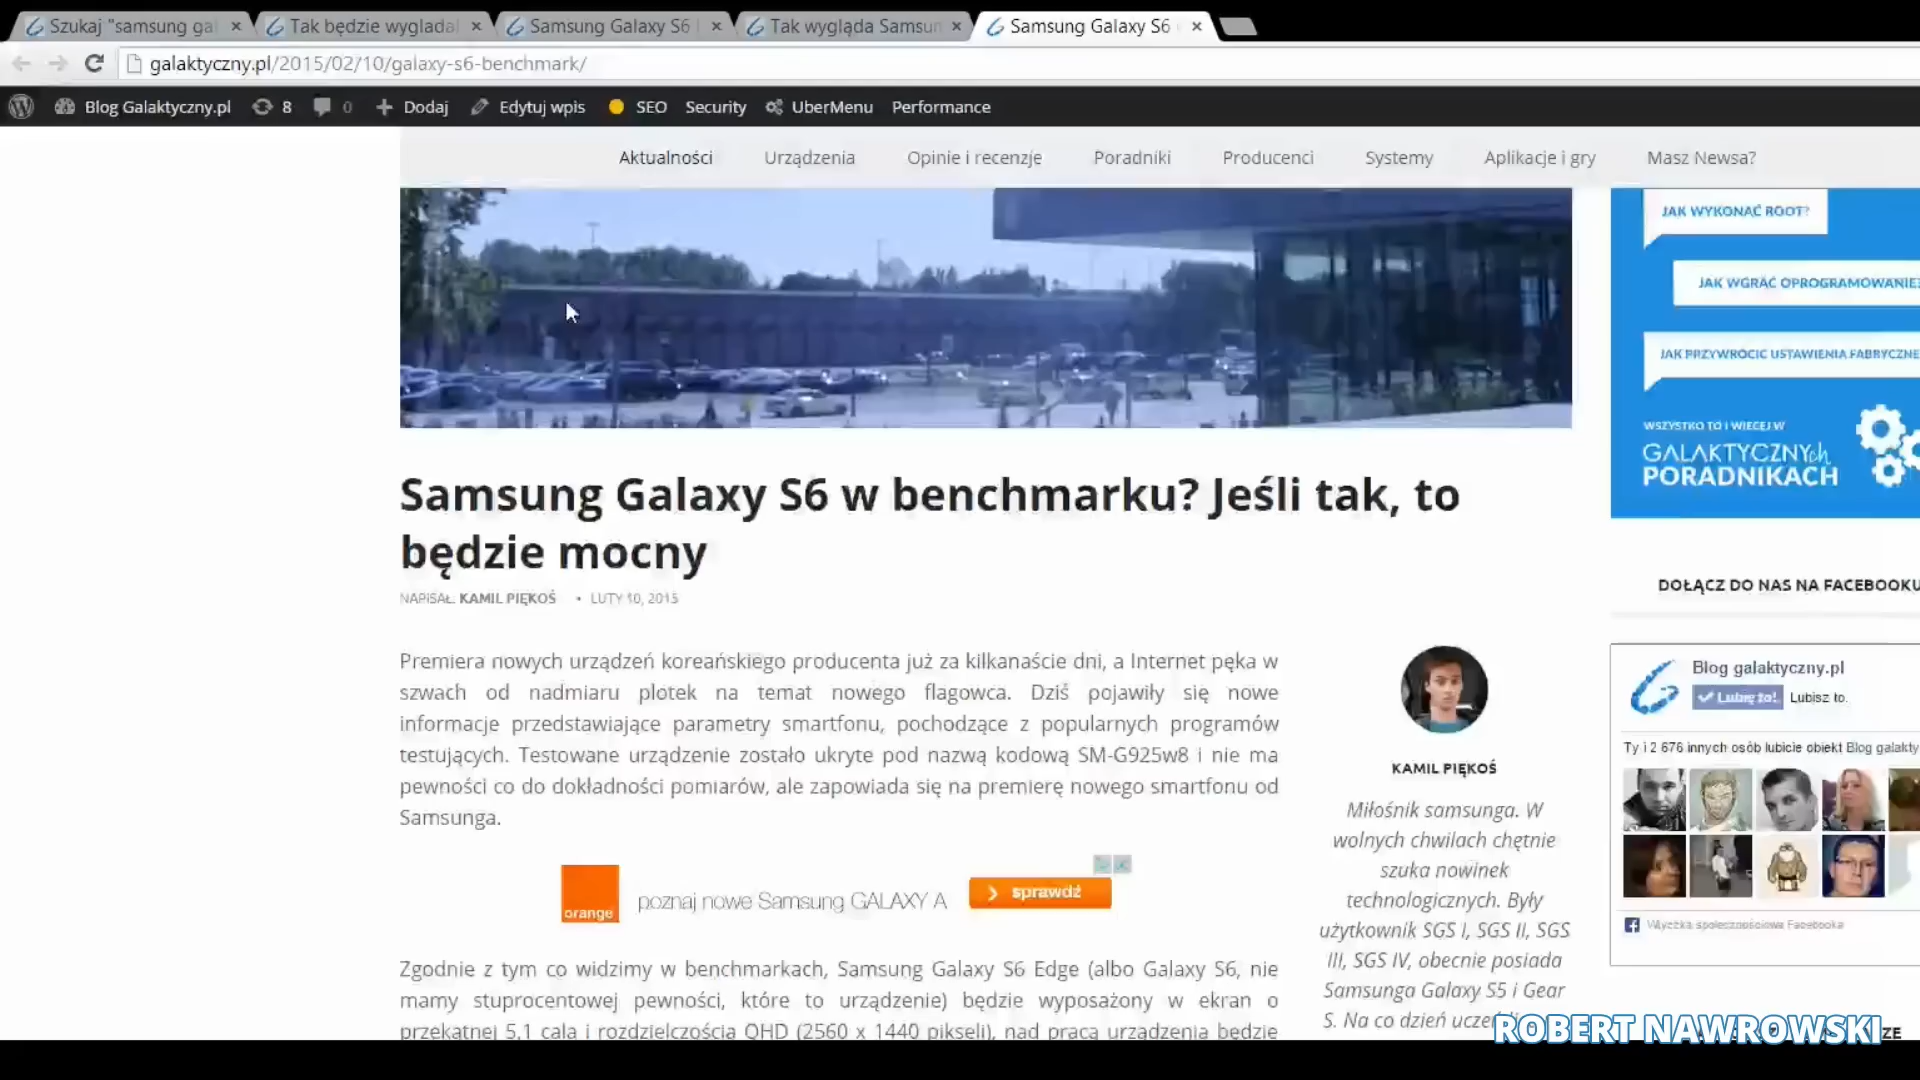 Szukaj "samsung gal
Tak będzie wyglądał
Samsung Galaxy S6
Tak wygląda Samsun
Samsung Galaxy S6
galaktyczny.pl/2015/02/10/galaxy-s6-benchmark/
Blog Galaktyczny.pl 8 0 Dodaj Edytuj wpis SEO Security UberMenu Performance
Aktualności Urządzenia Opinie i recenzje Poradniki Producenci Systemy Aplikacje i gry Masz Newsa?
JAK WYKONAĆ ROOT?
JAK WGRAĆ OPROGRAMOWANIE?
JAK PRZYWRÓCIĆ USTAWIENIA FABRYCZNE
WSZYSTKO TO I WIĘCEJ W
GALAKTYCZNYch
PORADNIKACH
Samsung Galaxy S6 w benchmarku? Jeśli tak, to
będzie mocny
NAPISAŁ: KAMIL PIĘKOŚ • LUTY 10, 2015
Premiera nowych urządzeń koreańskiego producenta już za kilkanaście dni, a Internet pęka w
szwach od nadmiaru plotek na temat nowego flagowca. Dziś pojawiły się nowe
informacje przedstawiające parametry smartfonu, pochodzące z popularnych programów
testujących. Testowane urządzenie zostało ukryte pod nazwą kodową SM-G925w8 i nie ma
pewności co do dokładności pomiarów, ale zapowiada się na premierę nowego smartfonu od
Samsunga.
orange
poznaj nowe Samsung GALAXY A
sprawdź
Zgodnie z tym co widzimy w benchmarkach, Samsung Galaxy S6 Edge (albo Galaxy S6, nie
mamy stuprocentowej pewności, które to urządzenie) będzie wyposażony w ekran o
przekątnej 5,1 cala i rozdzielczością QHD (2560 x 1440 pikseli), nad pracą urządzenia będzie
KAMIL PIĘKOŚ
Miłośnik samsunga. W
wolnych chwilach chętnie
szuka nowinek
technologicznych. Były
użytkownik SGS I, SGS II, SGS
III, SGS IV, obecnie posiada
Samsunga Galaxy S5 i Gear
S. Na co dzień
DOŁĄCZ DO NAS NA FACEBOOKU
Blog galaktyczny.pl
Lubię to! Lubisz to.
Ty i 2 676 innych osób lubicie obiekt Blog galakty
Wtyczka społecznościowa Facebooka
ROBERT NAWROWSKI